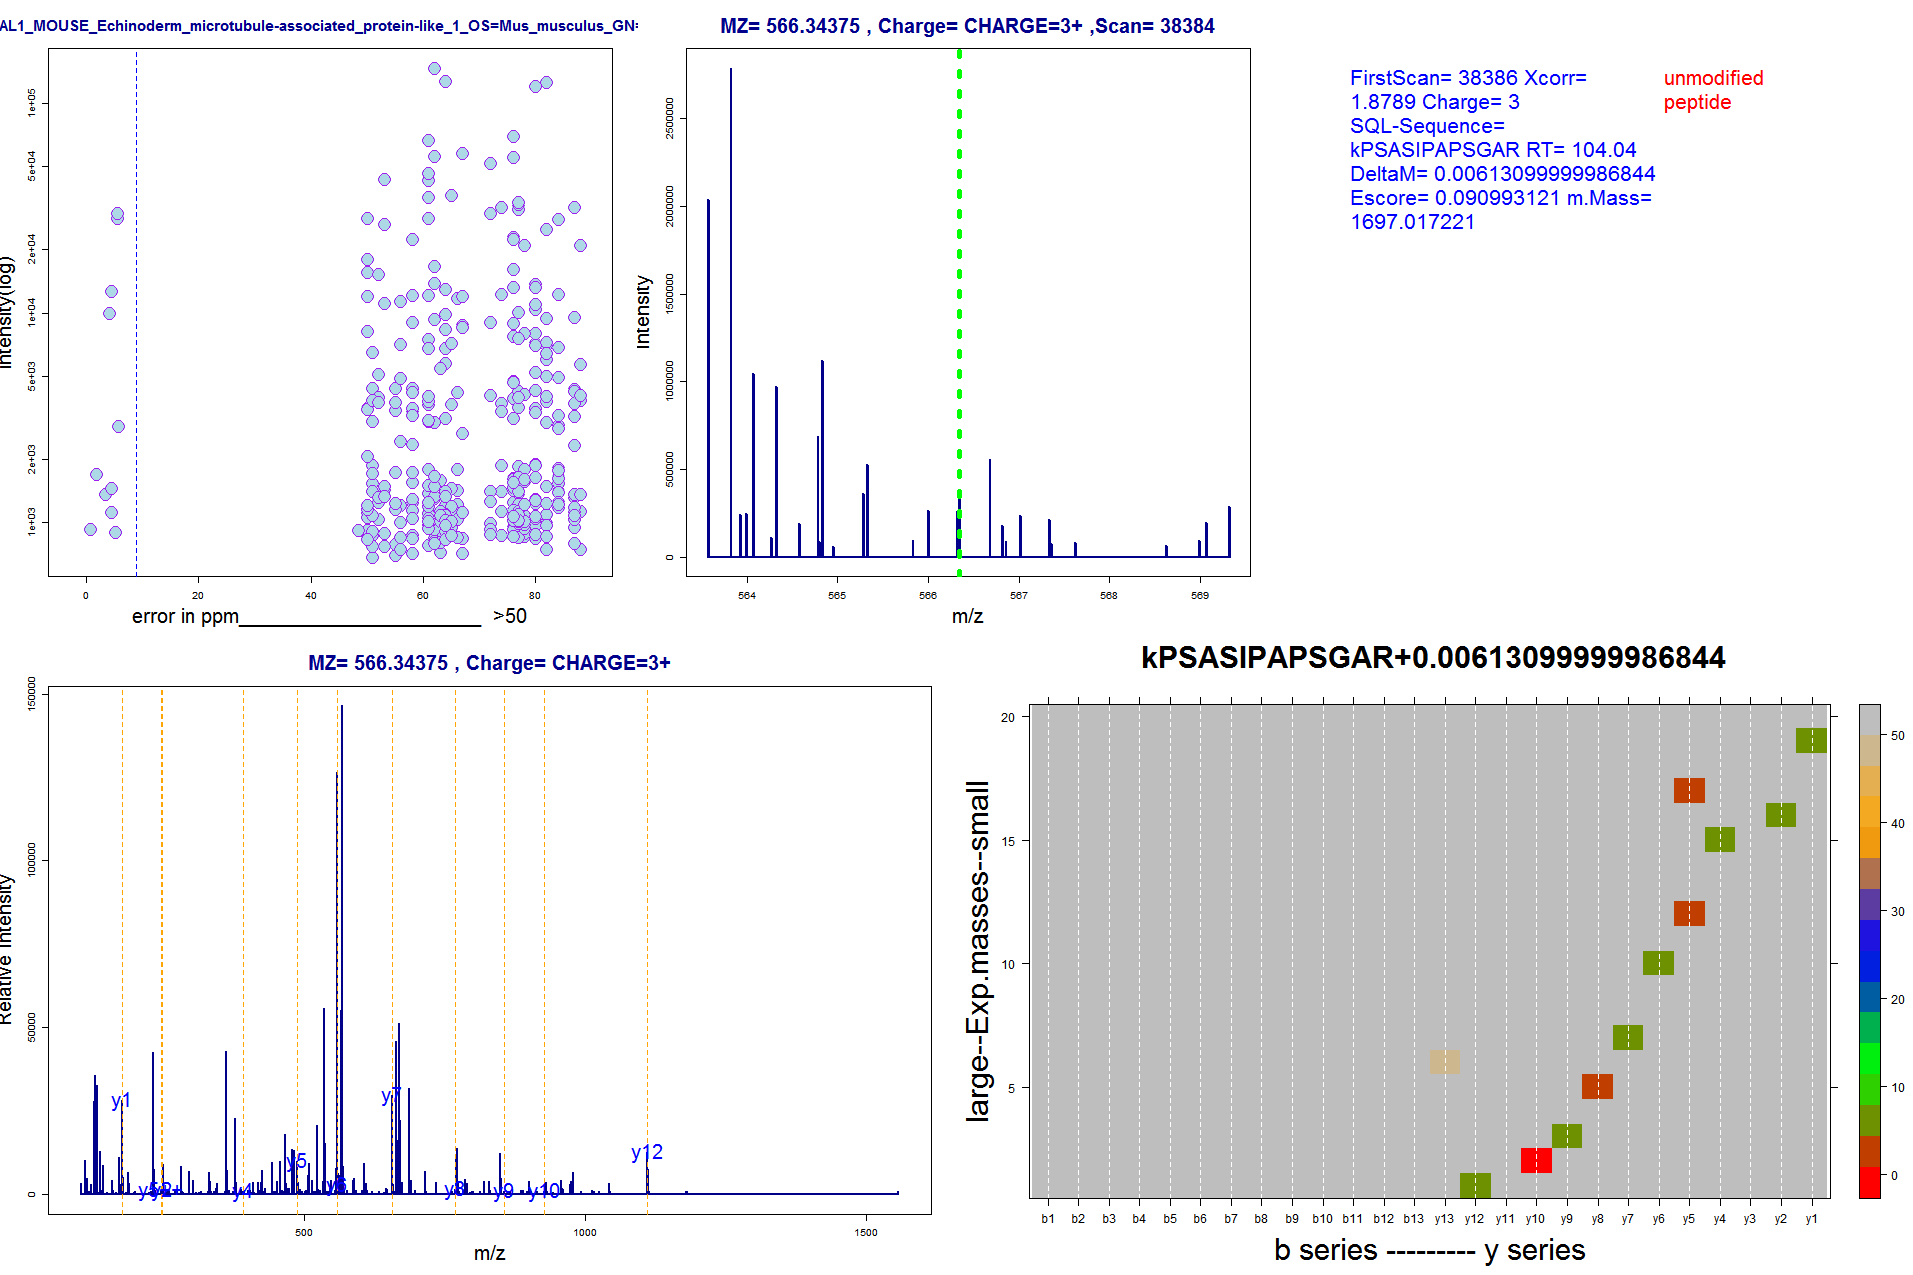 AL1_MOUSE_Echinoderm_microtubule-associated_protein-like_1_OS=Mus_musculus_GN=
Intensity(log)
1e+05
5e+04
2e+04
1e+04
5e+03
2e+03
1e+03
0 20 40 60 80
error in ppm______________________ >50
MZ= 566.34375 , Charge= CHARGE=3+ ,Scan= 38384
Intensity
2500000
2000000
1500000
1000000
500000
0
564 565 566 567 568 569
m/z
FirstScan= 38386 Xcorr=
1.8789 Charge= 3
SQL-Sequence=
kPSASIPAPSGAR RT= 104.04
DeltaM= 0.00613099999986844
Escore= 0.090993121 m.Mass=
1697.017221
unmodified
peptide
MZ= 566.34375 , Charge= CHARGE=3+
Relative Intensity
150000
100000
50000
0
y1
y7
y12
y5
y4
y8
y9
y10
500 1000 1500
m/z
kPSASIPAPSGAR+0.00613099999986844
large--Exp.masses--small
20
15
10
5
b1 b2 b3 b4 b5 b6 b7 b8 b9 b10 b11 b12 b13 y13 y12 y11 y10 y9 y8 y7 y6 y5 y4 y3 y2 y1
b series --------- y series
50
40
30
20
10
0